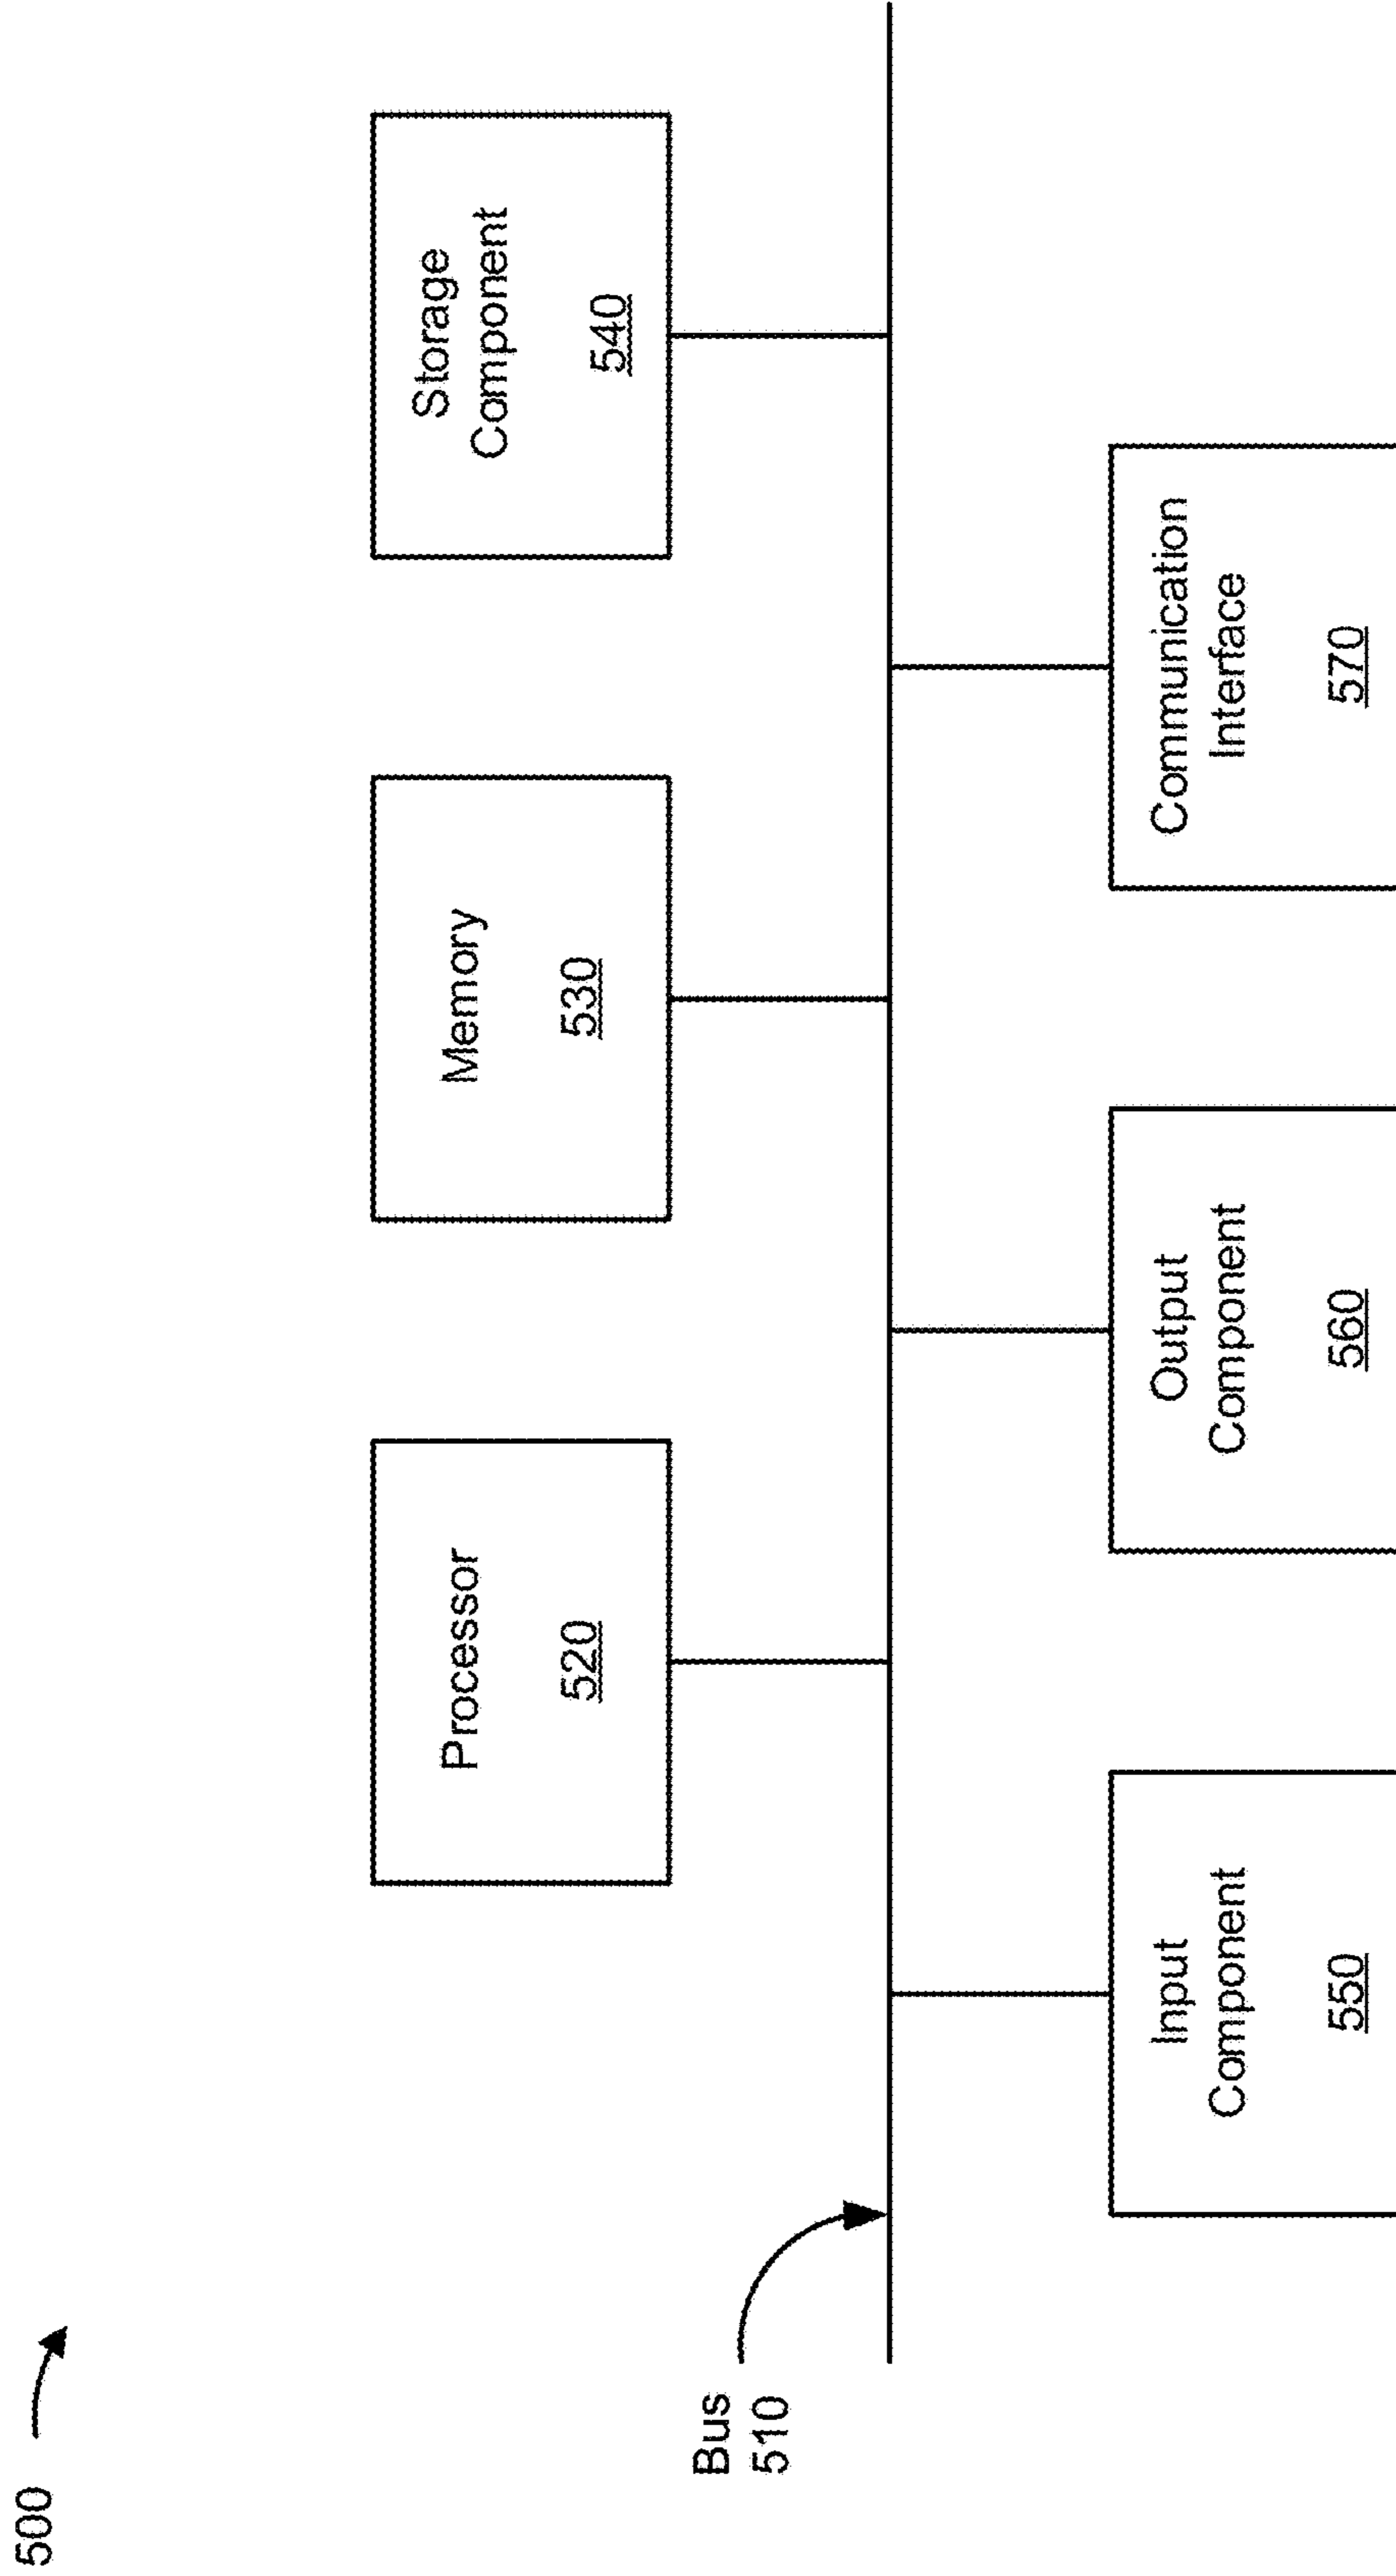 500
Processor
520
Memory
530
Storage
Component
540
Bus
510
Input
Component
550
Output
Component
560
Communication
Interface
570